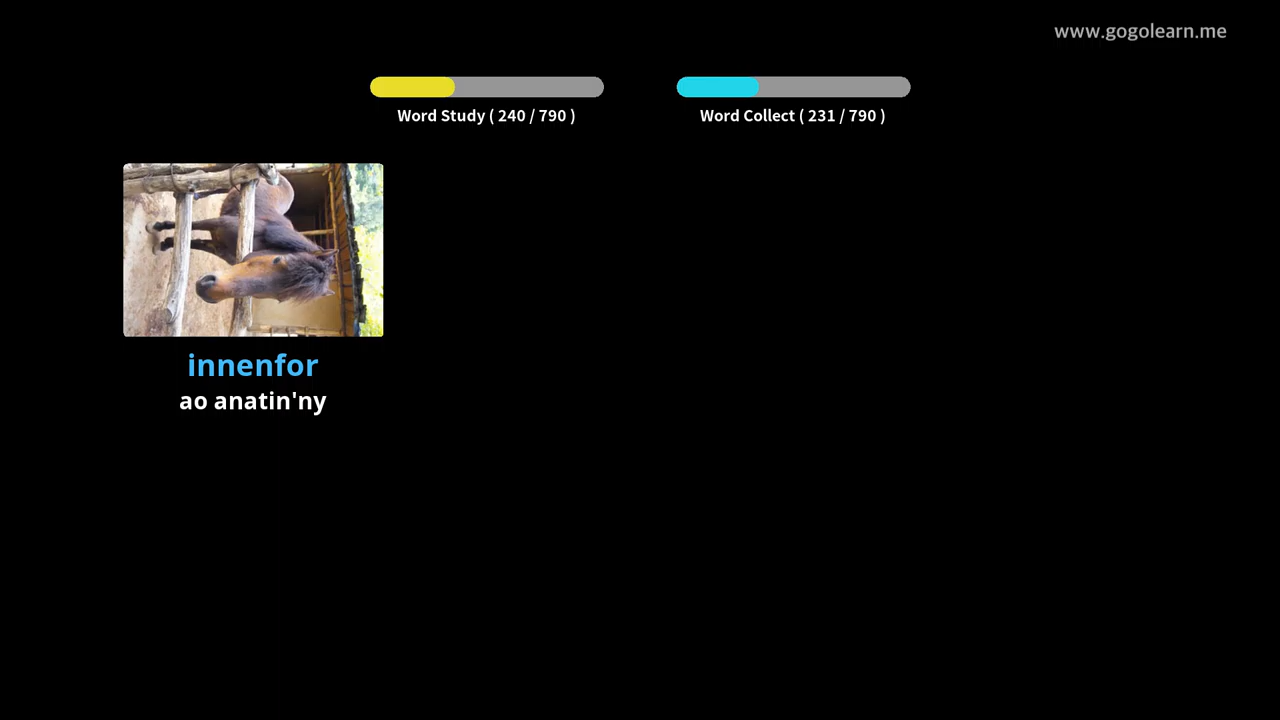 www.gogolearn.me
Word Study ( 240 / 790 )
Word Collect ( 231 / 790 )
innenfor
ao anatin'ny